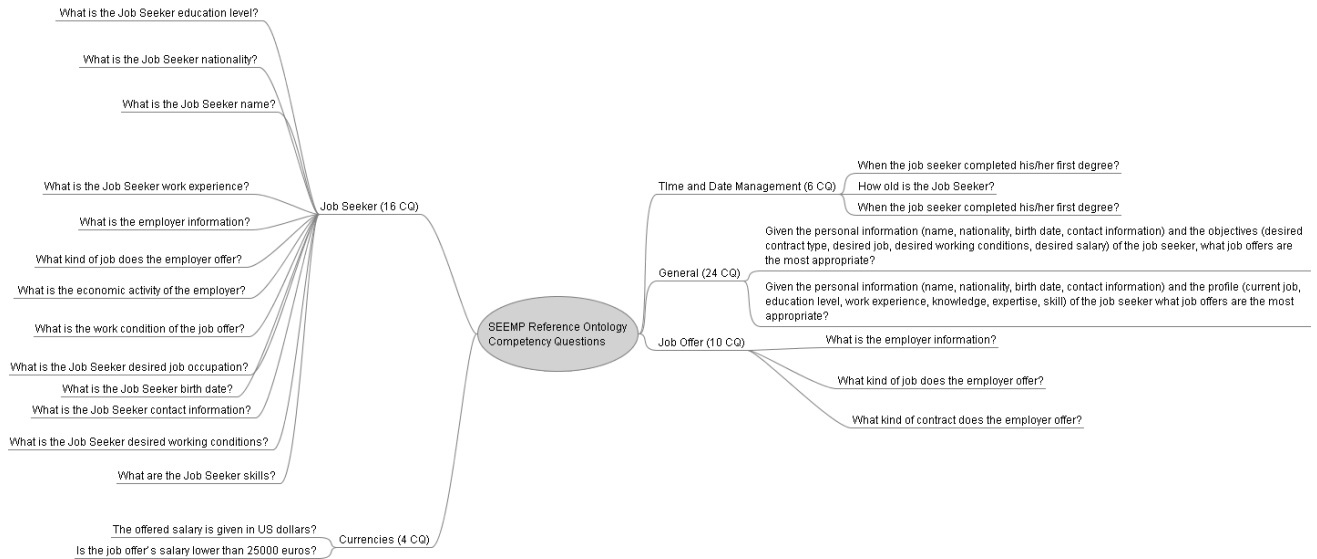 What is the Job Seeker education level?
What is the Job Seeker nationality?
What is the Job Seeker name?
What is the Job Seeker work experience?
What is the employer information?
What kind of job does the employer offer?
What is the economic activity of the employer?
What is the work condition of the job offer?
What is the Job Seeker desired job occupation?
What is the Job Seeker birth date?
What is the Job Seeker contact information?
What is the Job Seeker desired working conditions?
What are the Job Seeker skills?
Job Seeker (16 CQ)
The offered salary is given in US dollars?
Is the job offer's salary lower than 25000 euros?
Currencies (4 CQ)
SEEMP Reference Ontology
Competency Questions
TIme and Date Management (6 CQ)
When the job seeker completed his/her first degree?
How old is the Job Seeker?
When the job seeker completed his/her first degree?
General (24 CQ)
Given the personal information (name, nationality, birth date, contact information) and the objectives (desired
contract type, desired job, desired working conditions, desired salary) of the job seeker, what job offers are
the most appropriate?
Given the personal information (name, nationality, birth date, contact information) and the profile (current job,
education level, work experience, knowledge, expertise, skill) of the job seeker what job offers are the most
appropriate?
Job Offer (10 CQ)
What is the employer information?
What kind of job does the employer offer?
What kind of contract does the employer offer?